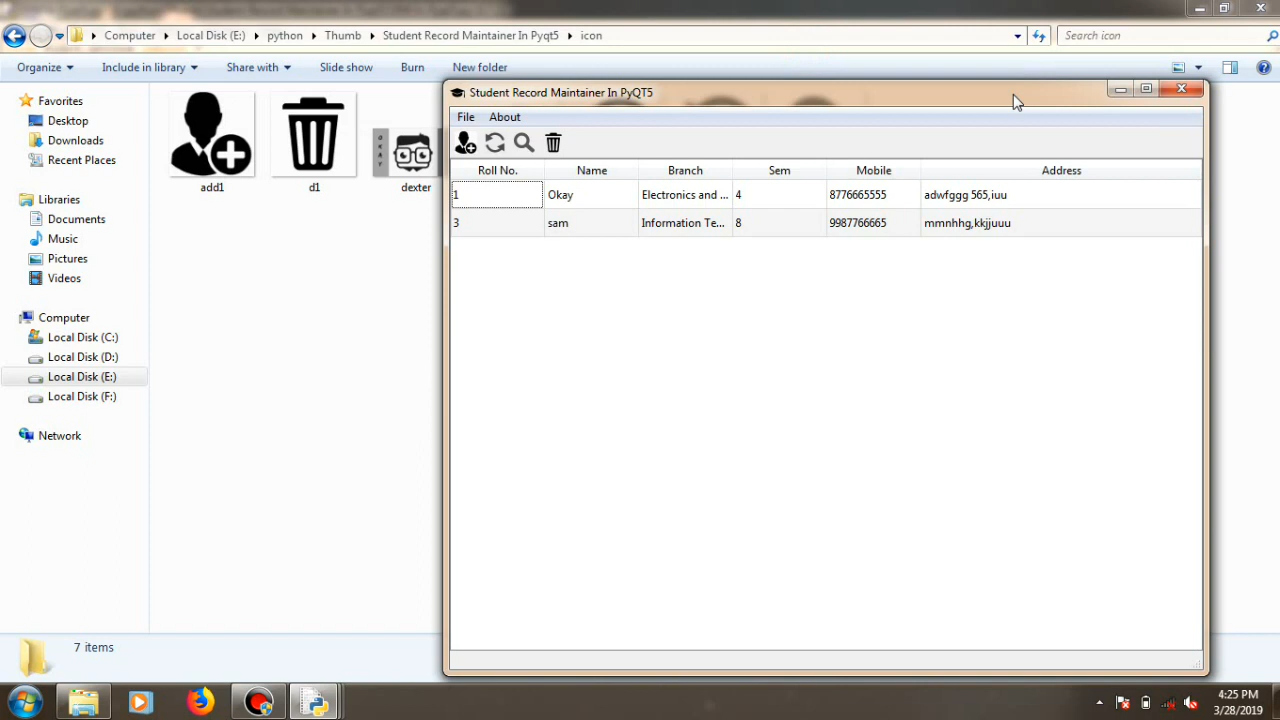 Computer Local Disk (E:) python Thumb Student Record Maintainer In Pyqt5 icon Search icon
Organize Include in library Share with Slide show Burn New folder
Favorites
Desktop
Downloads
Recent Places
Libraries
Documents
Music
Pictures
Videos
Computer
Local Disk (C:)
Local Disk (D:)
Local Disk (E:)
Local Disk (F:)
Network
add1
d1
OKAY
dexter
7 items
Student Record Maintainer In PyQT5
File About
Roll No. Name Branch Sem Mobile Address
1 Okay Electronics and ... 4 8776665555 adwfggg 565,iuu
3 sam Information Te... 8 9987766665 mmnhhg,kkjjuuu
4:25 PM
3/28/2019